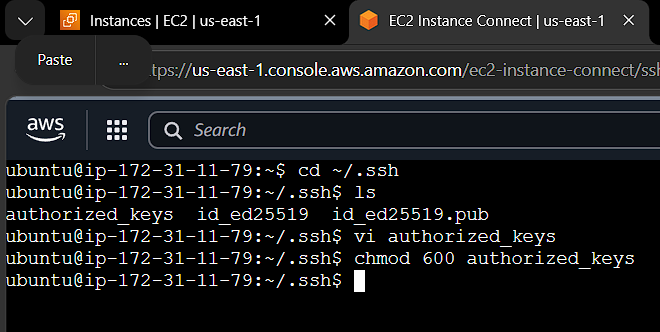 Instances | EC2 | us-east-1
EC2 Instance Connect | us-east-1
Paste
...
ttps://us-east-1.console.aws.amazon.com/ec2-instance-connect/ssh
aws
Search
ubuntu@ip-172-31-11-79:~$ cd ~/.ssh
ubuntu@ip-172-31-11-79:~/.ssh$ ls
authorized_keys  id_ed25519  id_ed25519.pub
ubuntu@ip-172-31-11-79:~/.ssh$ vi authorized_keys
ubuntu@ip-172-31-11-79:~/.ssh$ chmod 600 authorized_keys
ubuntu@ip-172-31-11-79:~/.ssh$